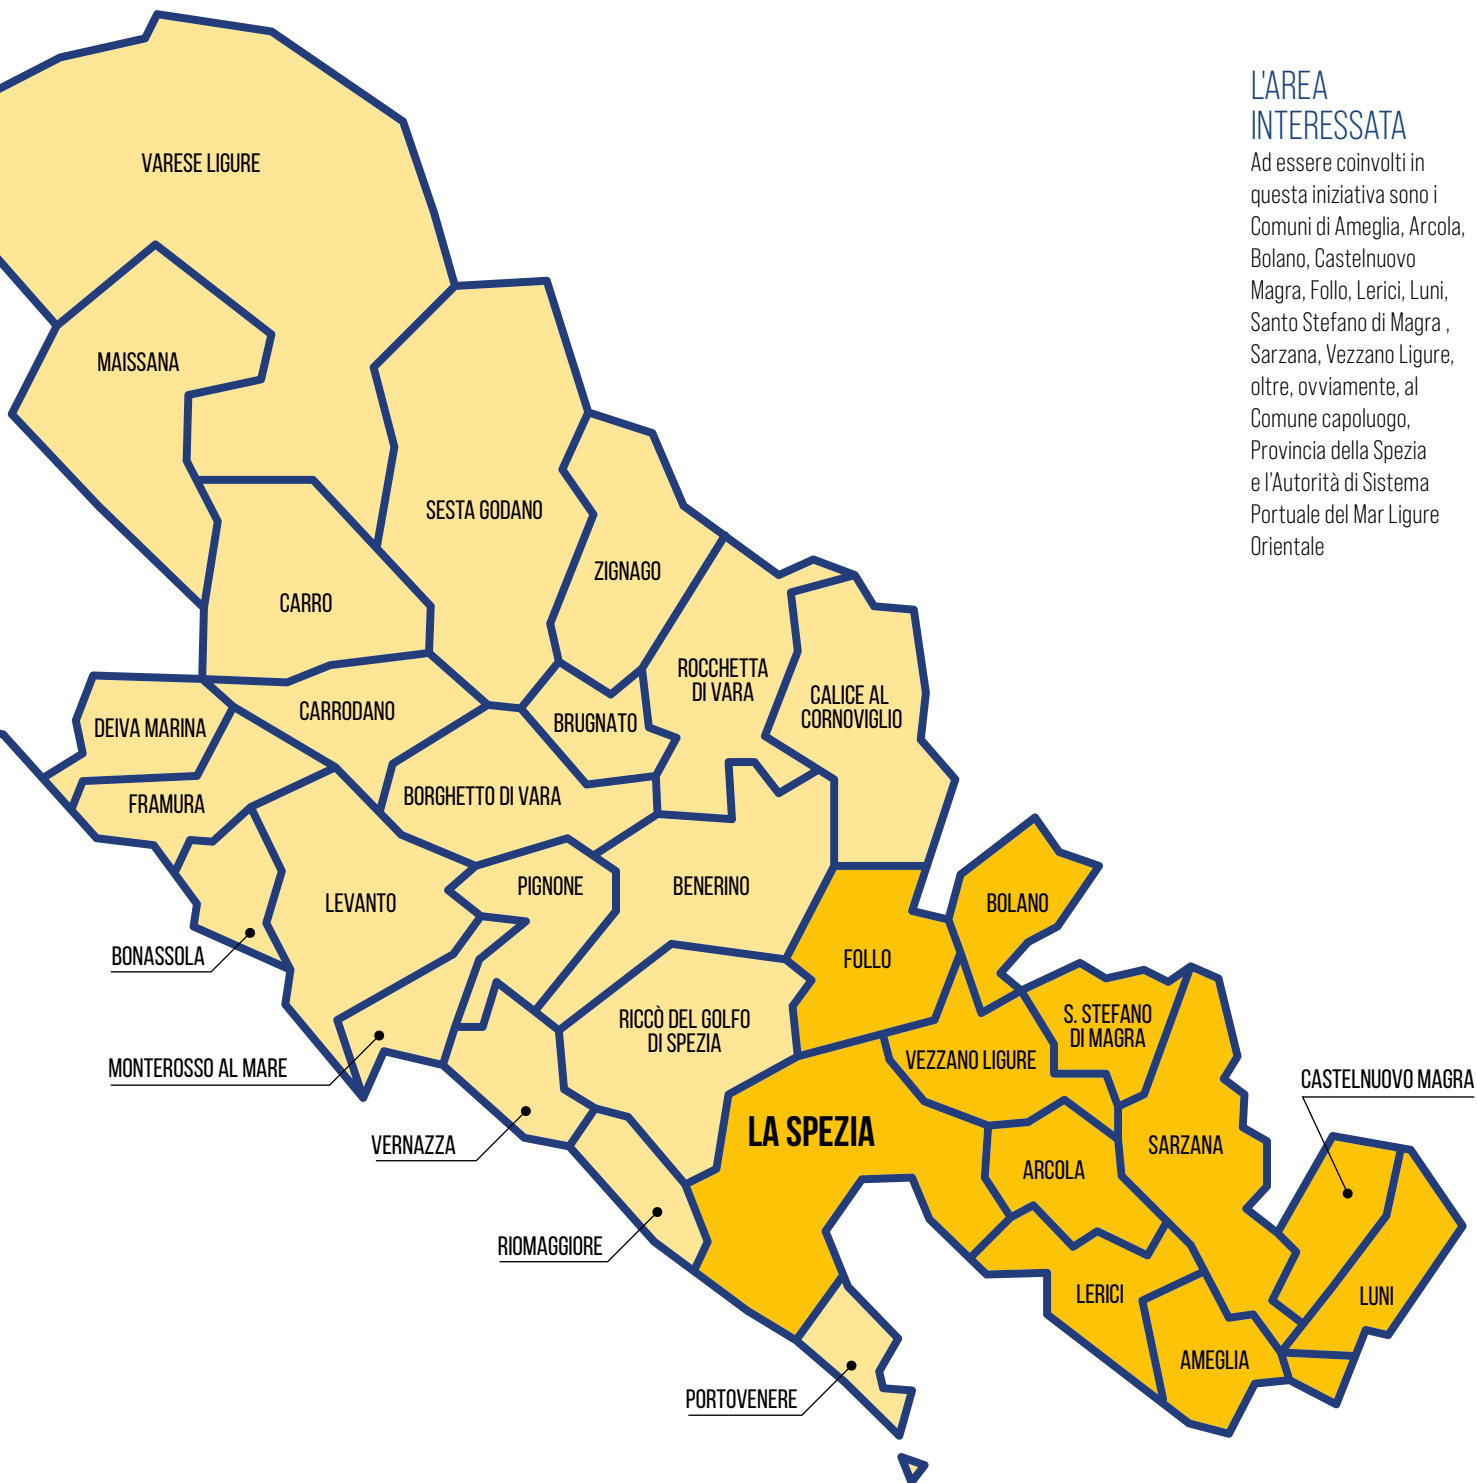 L'AREA
INTERESSATA
Ad essere coinvolti in
questa iniziativa sono i
Comuni di Ameglia, Arcola,
Bolano, Castelnuovo
Magra, Follo, Lerici, Luni,
Santo Stefano di Magra ,
Sarzana, Vezzano Ligure,
oltre, ovviamente, al
Comune capoluogo,
Provincia della Spezia
e l'Autorità di Sistema
Portuale del Mar Ligure
Orientale
VARESE LIGURE
MAISSANA
SESTA GODANO
ZIGNAGO
CARRO
ROCCHETTA
DI VARA
CALICE AL
CORNOVIGLIO
CARRODANO
DEIVA MARINA
BRUGNATO
FRAMURA
BORGHETTO DI VARA
LEVANTO
PIGNONE
BENERINO
BOLANO
BONASSOLA
FOLLO
RICCÒ DEL GOLFO
DI SPEZIA
S. STEFANO
DI MAGRA
MONTEROSSO AL MARE
VEZZANO LIGURE
CASTELNUOVO MAGRA
VERNAZZA
LA SPEZIA
ARCOLA
SARZANA
RIOMAGGIORE
LERICI
LUNI
AMEGLIA
PORTOVENERE